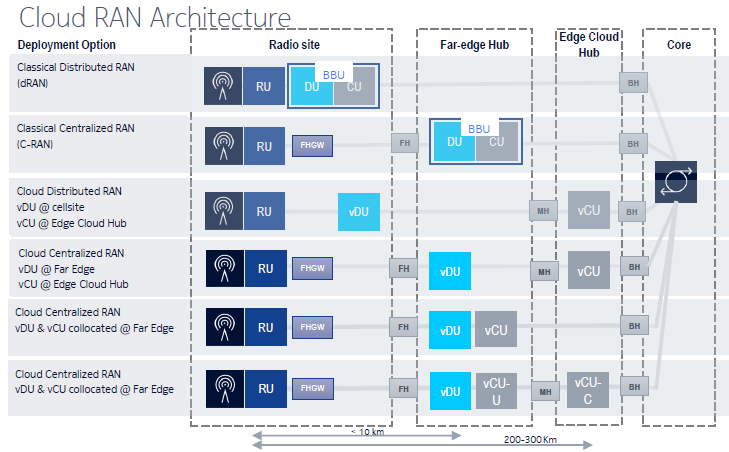 Cloud RAN Architecture
Deployment Option
Radio site
Far-edge Hub
Edge Cloud
Hub
Core
Classical Distributed RAN
(dRAN)
RU
BBU
DU
CU
BH
Classical Centralized RAN
(C-RAN)
RU
FHGW
FH
BBU
DU
CU
BH
Cloud Distributed RAN
vDU @ cellsite
vCU @ Edge Cloud Hub
RU
vDU
MH
vCU
BH
Cloud Centralized RAN
vDU @ Far Edge
vCU @ Edge Cloud Hub
RU
FHGW
FH
vDU
MH
vCU
BH
Cloud Centralized RAN
vDU & vCU collocated @ Far Edge
RU
FHGW
FH
vDU
vCU
BH
Cloud Centralized RAN
vDU & vCU collocated @ Far Edge
RU
FHGW
FH
vDU
vCU-
U
MH
vCU-
C
BH
< 10 km
200-300Km